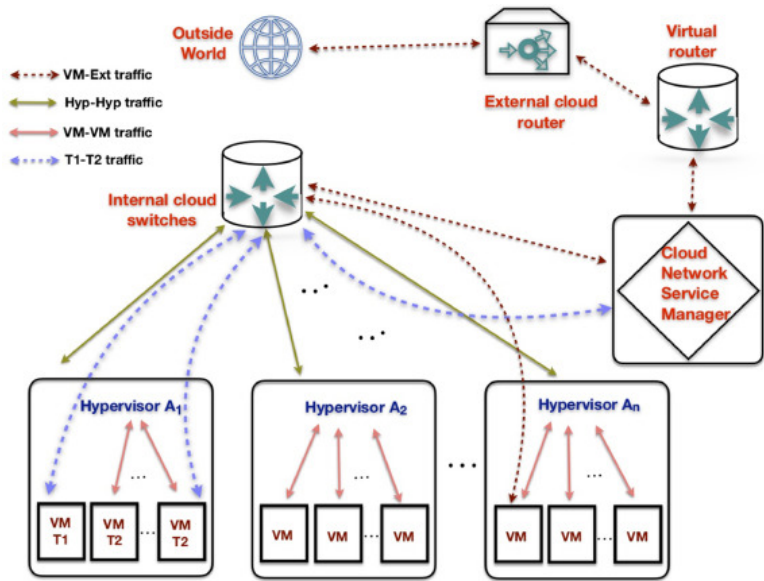 Outside
World
Virtual
router
External cloud
router
VM-Ext traffic
Hyp-Hyp traffic
VM-VM traffic
T1-T2 traffic
Internal cloud
switches
Cloud
Network
Service
Manager
Hypervisor A1
Hypervisor A2
Hypervisor An
...
...
...
...
...
...
VM
T1
VM
T2
...
VM
T2
VM
VM
...
VM
VM
VM
...
VM